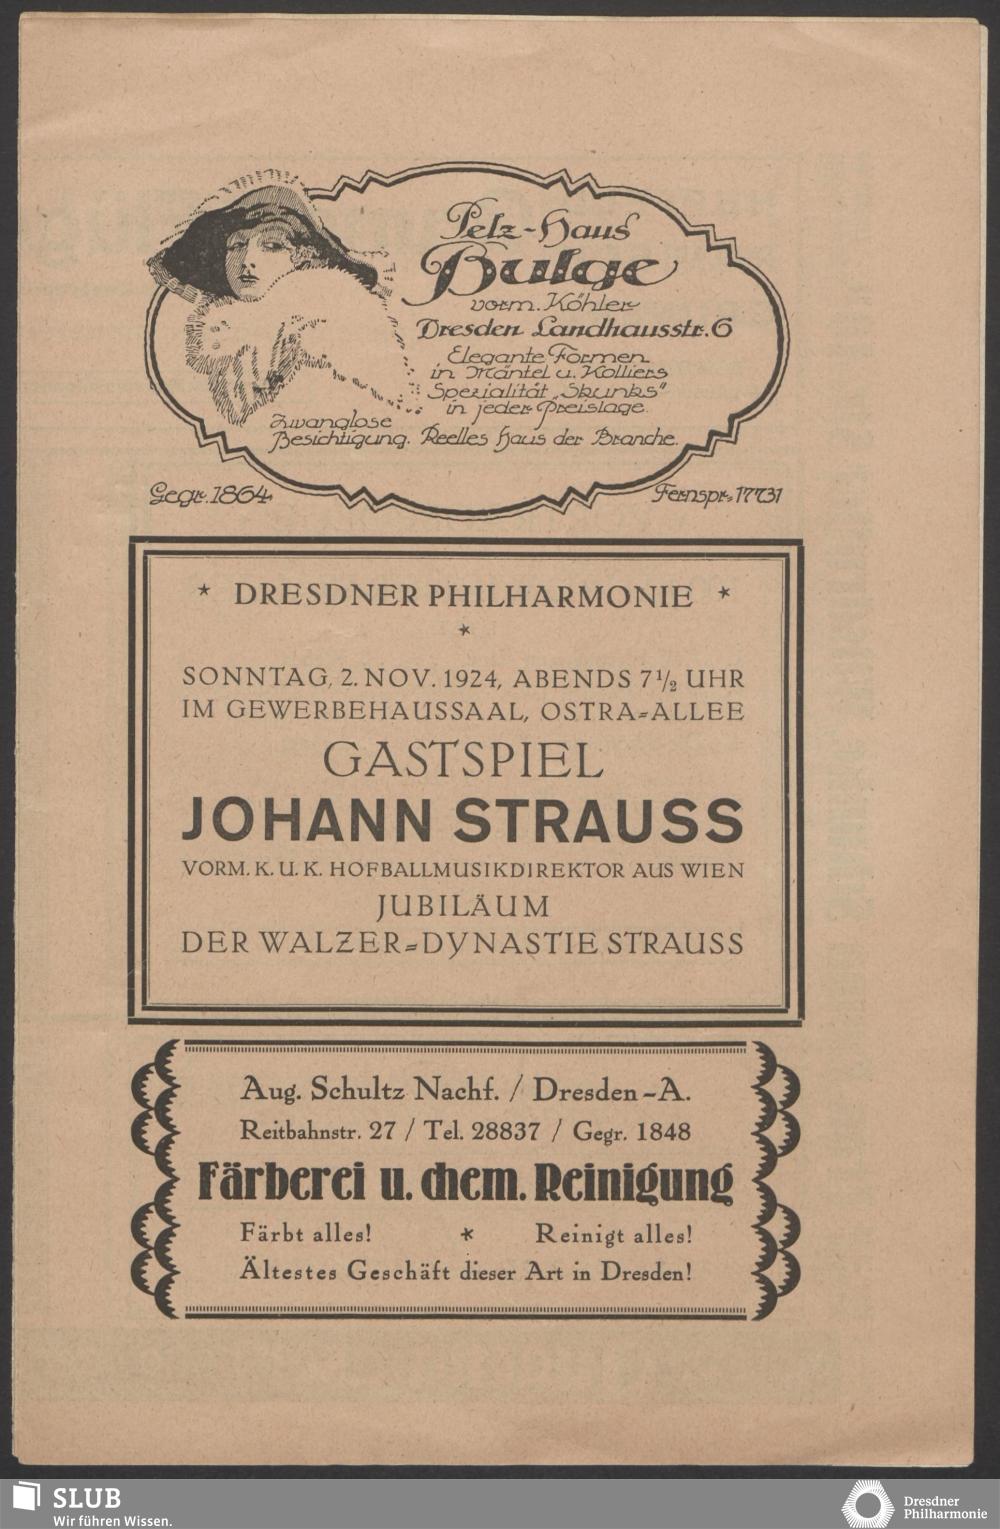 Pelz-Haus
Bulge
vorm. Köhler
Dresden Landhausstr. 6
Elegante Formen
in Mäntel u. Kolliers
Spezialität „Skunks"
in jeder Preislage.
Zwanglose
Besichtigung. Reelles Haus der Branche.
Gegr. 1864
Fernspr. 17731
* DRESDNER PHILHARMONIE *
*
SONNTAG, 2. NOV. 1924, ABENDS 7 1/2 UHR
IM GEWERBEHAUSSAAL, OSTRA=ALLEE
GASTSPIEL
JOHANN STRAUSS
VORM. K. U. K. HOFBALLMUSIKDIREKTOR AUS WIEN
JUBILÄUM
DER WALZER=DYNASTIE STRAUSS
Aug. Schultz Nachf. / Dresden-A.
Reitbahnstr. 27 / Tel. 28837 / Gegr. 1848
Färberei u. chem. Reinigung
Färbt alles! * Reinigt alles!
Ältestes Geschäft dieser Art in Dresden!
SLUB
Wir führen Wissen.
Dresdner
Philharmonie